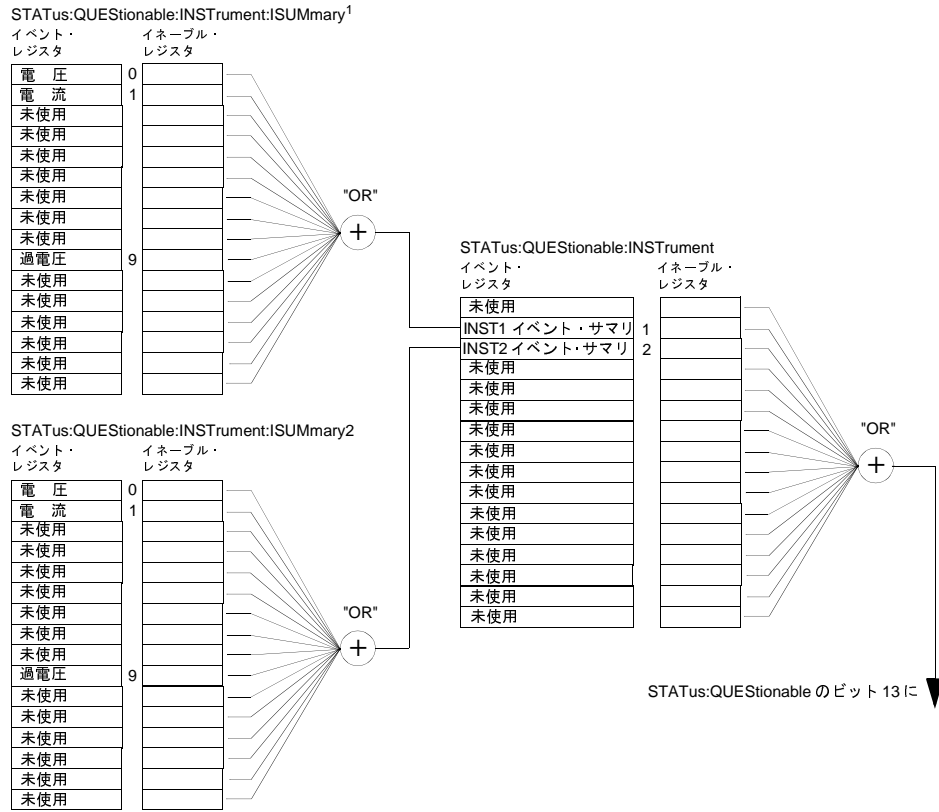 STATus:QUEStionable:INSTrument:ISUMmary1
イベント・ イネーブル・
レジスタ レジスタ
電 圧 0
電 流 1
未使用
未使用
未使用
未使用
未使用
未使用
未使用
過電圧 9
未使用
未使用
未使用
未使用
未使用
未使用
"OR"
+
STATus:QUEStionable:INSTrument:ISUMmary2
イベント・ イネーブル・
レジスタ レジスタ
電 圧 0
電 流 1
未使用
未使用
未使用
未使用
未使用
未使用
未使用
過電圧 9
未使用
未使用
未使用
未使用
未使用
未使用
"OR"
+
STATus:QUEStionable:INSTrument
イベント・ イネーブル・
レジスタ レジスタ
未使用
INST1 イベント・サマリ 1
INST2 イベント・サマリ 2
未使用
未使用
未使用
未使用
未使用
未使用
未使用
未使用
未使用
未使用
未使用
未使用
未使用
"OR"
+
STATus:QUEStionable のビット 13 に